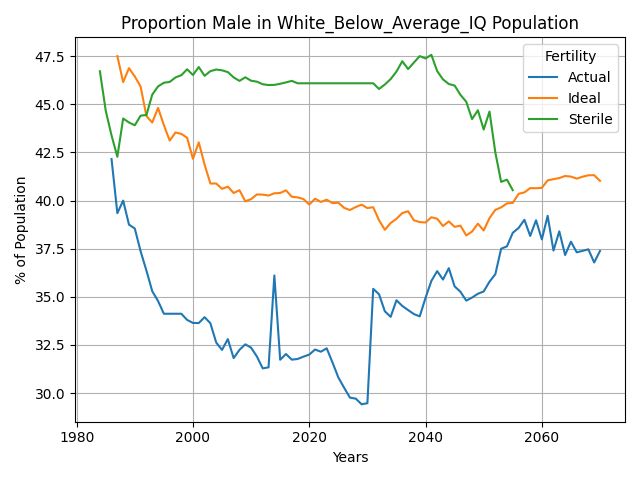 Proportion Male in White_Below_Average_IQ Population
% of Population
47.5
45.0
42.5
40.0
37.5
35.0
32.5
30.0
Fertility
Actual
Ideal
Sterile
1980
2000
2020
2040
2060
Years